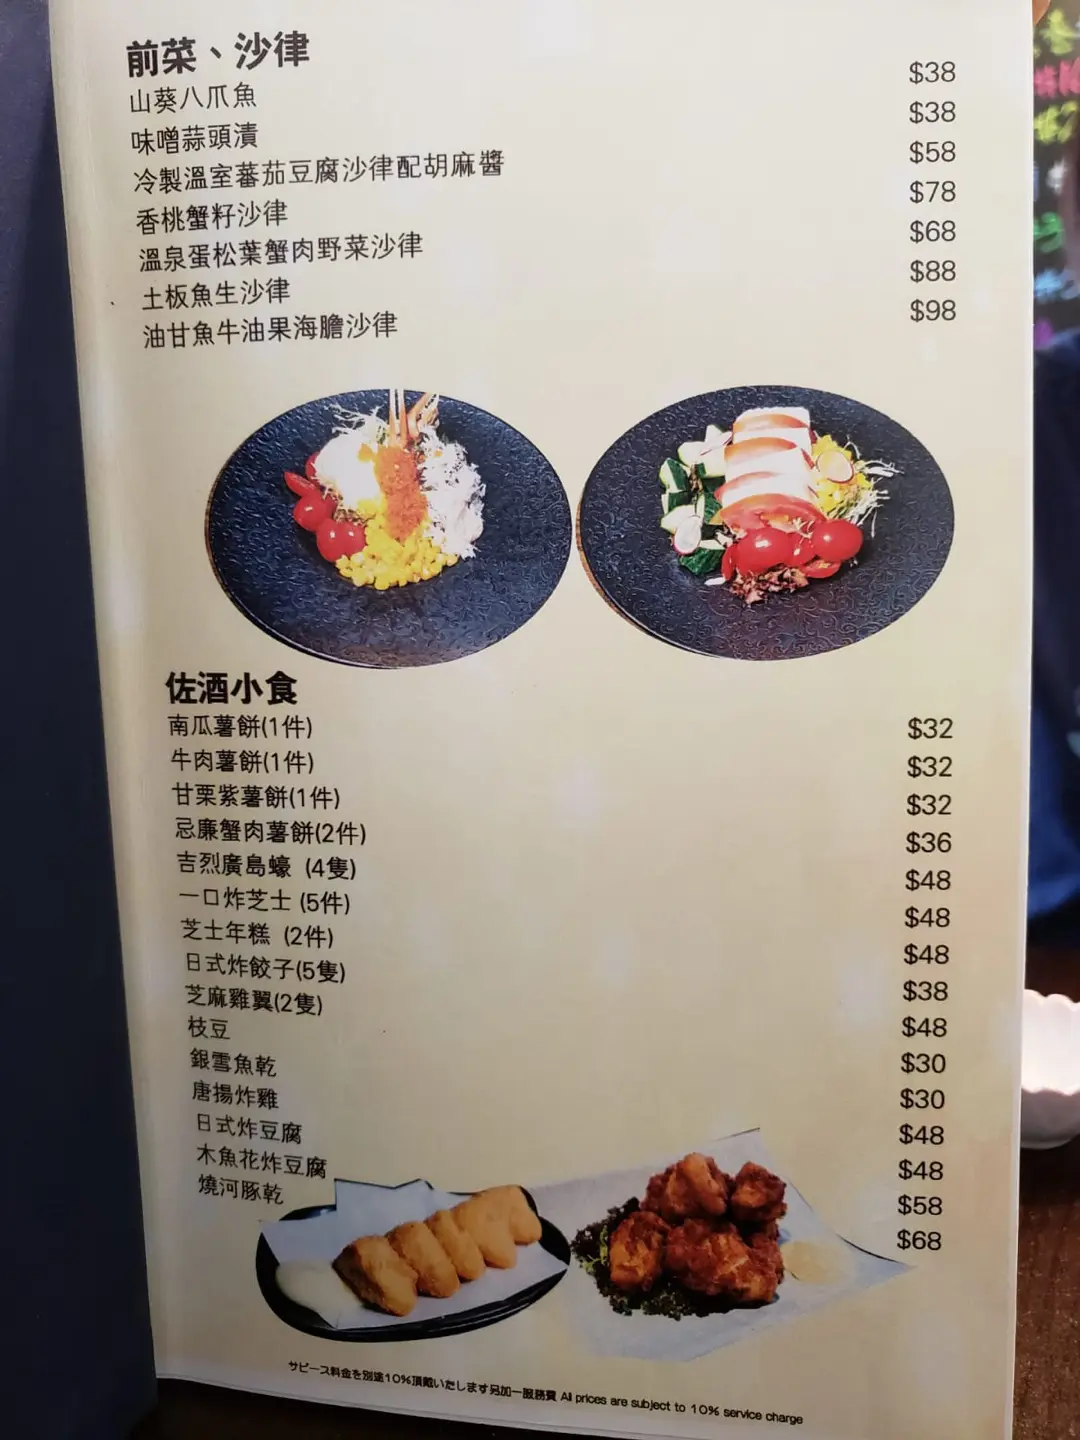 前菜、沙律
山葵八爪魚 $38
味噌蒜頭漬 $38
冷製溫室蕃茄豆腐沙律配胡麻醬 $58
香桃蟹籽沙律 $78
溫泉蛋松葉蟹肉野菜沙律 $68
土板魚生沙律 $88
油甘魚牛油果海膽沙律 $98
佐酒小食
南瓜薯餅(1件) $32
牛肉薯餅(1件) $32
甘栗紫薯餅(1件) $32
忌廉蟹肉薯餅(2件) $36
吉烈廣島蠔 (4隻) $48
一口炸芝士 (5件) $48
芝士年糕 (2件) $48
日式炸餃子(5隻) $38
芝麻雞翼(2隻) $48
枝豆 $30
銀雪魚乾 $30
唐揚炸雞 $48
日式炸豆腐 $48
木魚花炸豆腐 $58
燒河豚乾 $68
サビース料金を別途10%頂戴いたします另加一服務費 All prices are subject to 10% service charge